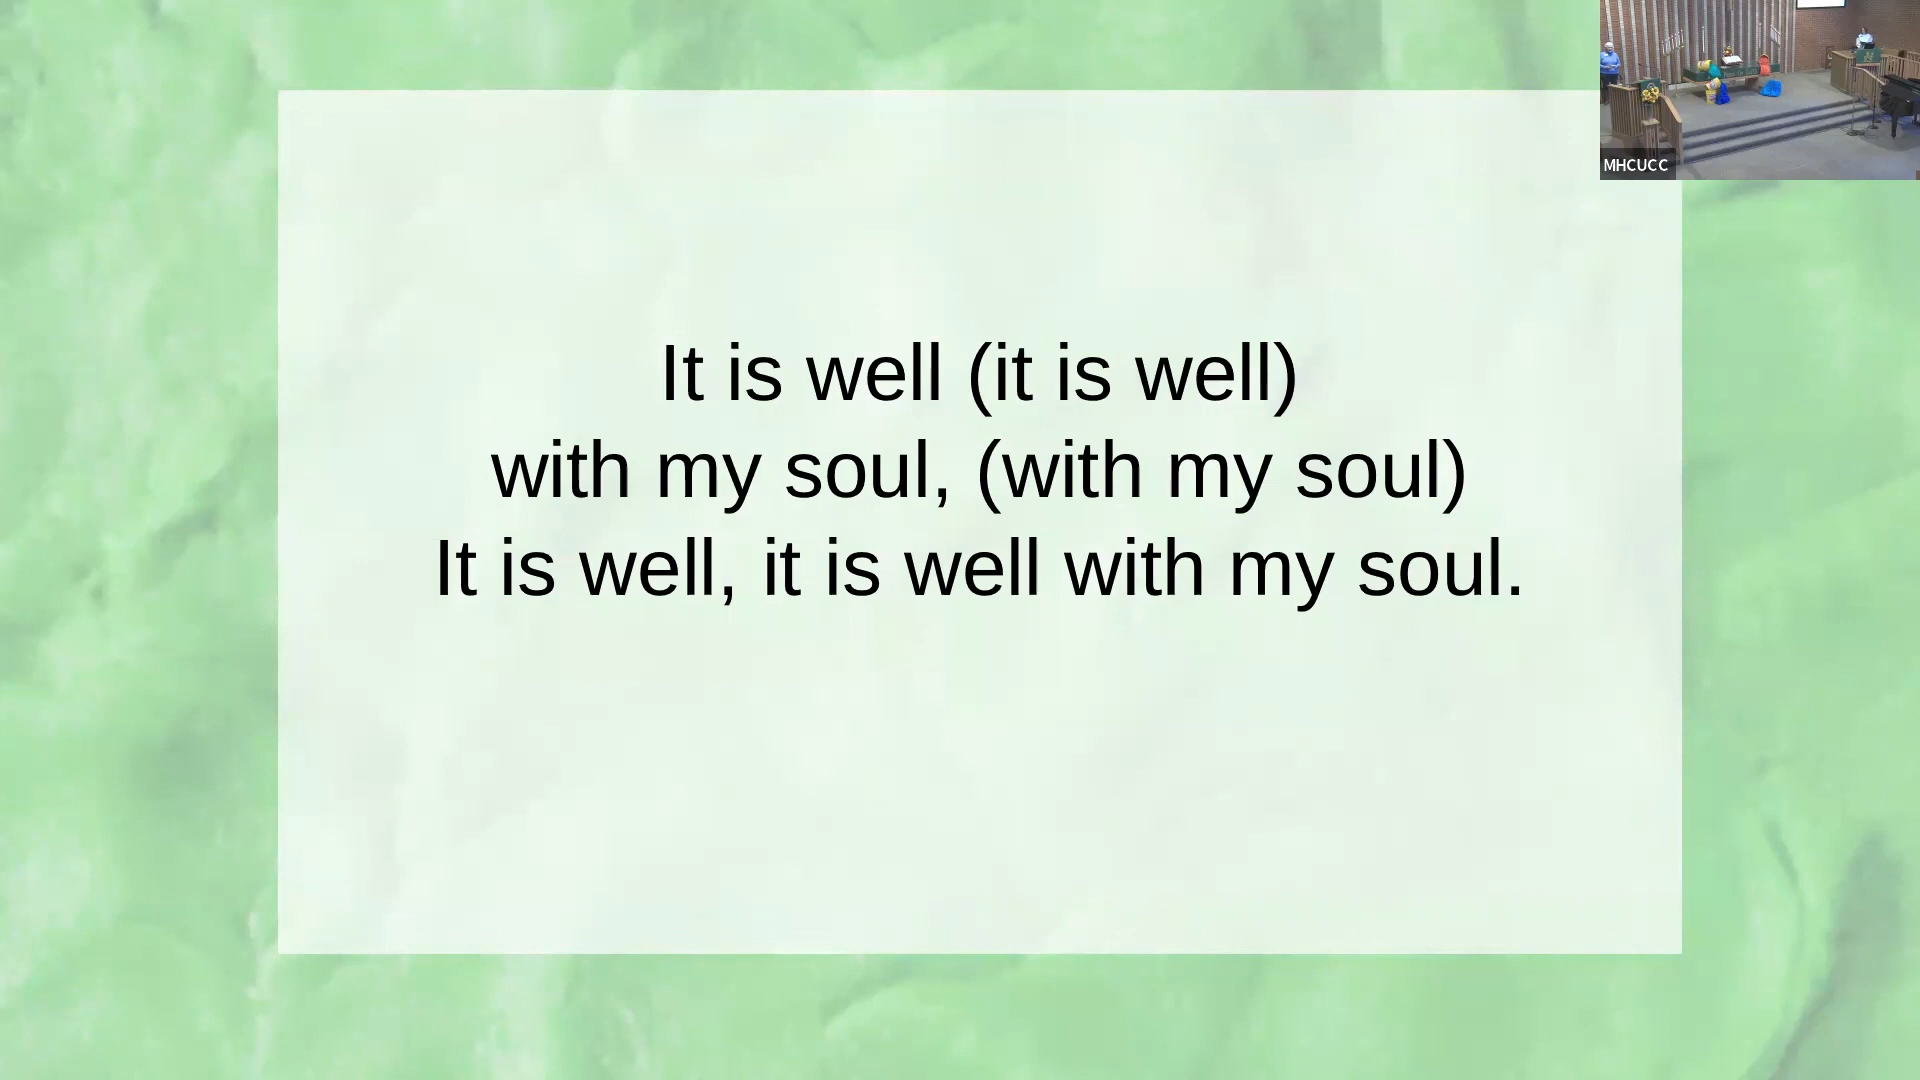 It is well (it is well)
with my soul, (with my soul)
It is well, it is well with my soul.
MHCUCC